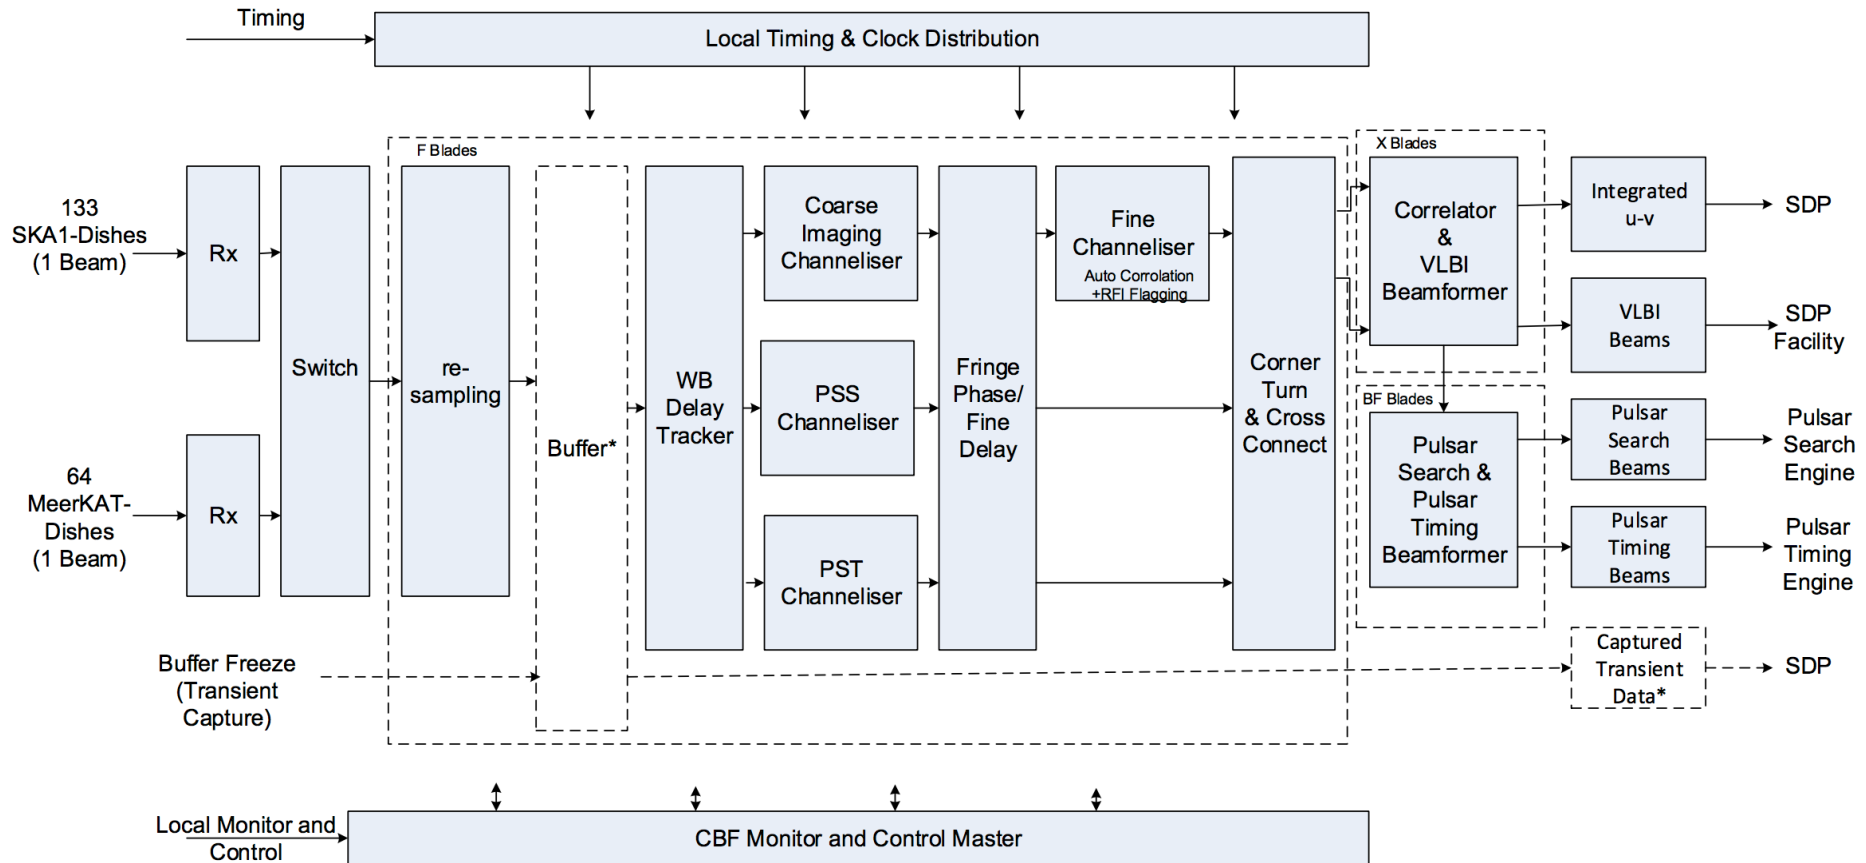 Timing
Local Timing & Clock Distribution
F Blades
X Blades
133
SKA1-Dishes
(1 Beam)
Rx
Switch
re-
sampling
Buffer*
WB
Delay
Tracker
Coarse
Imaging
Channeliser
PSS
Channeliser
PST
Channeliser
Fringe
Phase/
Fine
Delay
Fine
Channeliser
Auto Corrolation
+RFI Flagging
Corner
Turn
& Cross
Connect
Correlator
&
VLBI
Beamformer
Integrated
u-v
SDP
VLBI
Beams
SDP
Facility
BF Blades
Pulsar
Search &
Pulsar
Timing
Beamformer
Pulsar
Search
Beams
Pulsar
Search
Engine
Pulsar
Timing
Beams
Pulsar
Timing
Engine
64
MeerKAT-
Dishes
(1 Beam)
Rx
Buffer Freeze
(Transient
Capture)
Captured
Transient
Data*
SDP
Local Monitor and
Control
CBF Monitor and Control Master